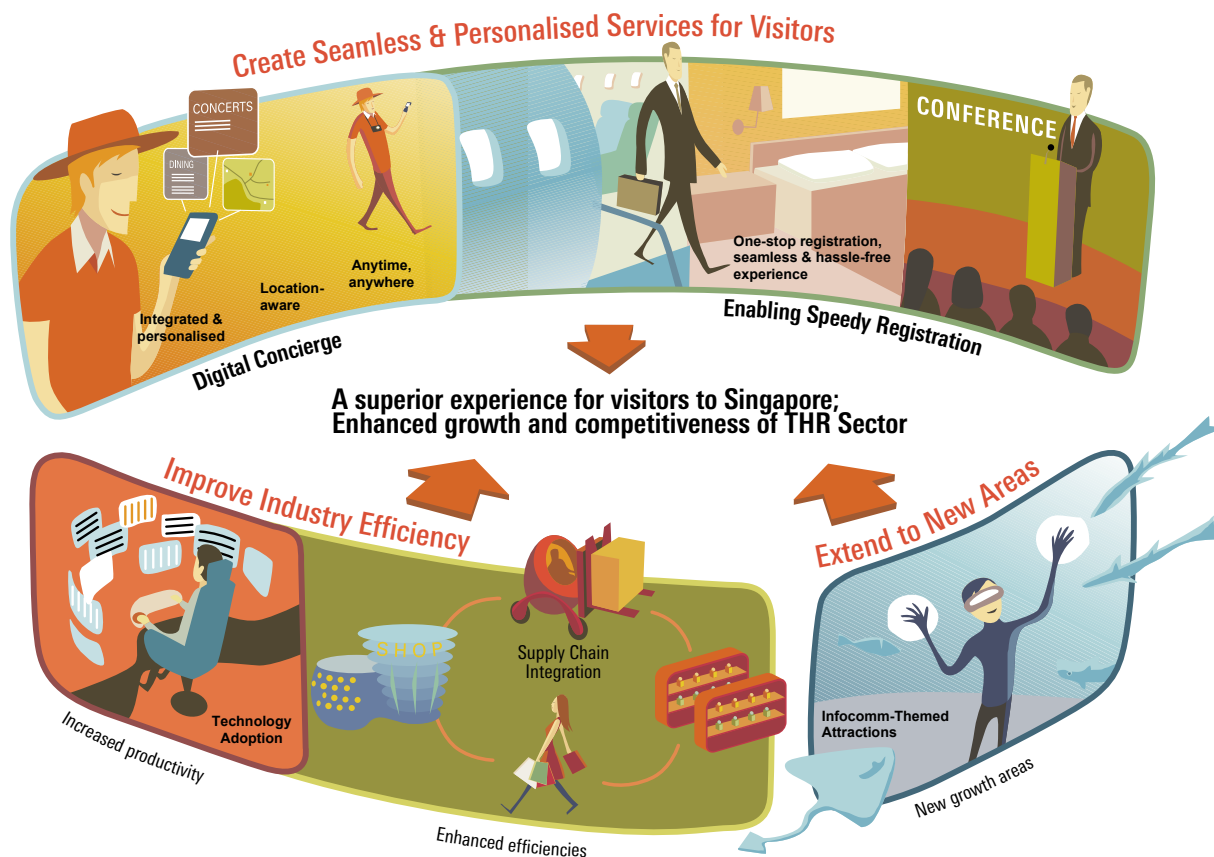 Create Seamless & Personalised Services for Visitors
CONCERTS
DINING
CONFERENCE
Anytime,
anywhere
Location-
aware
Integrated &
personalised
Digital Concierge
One-stop registration,
seamless & hassle-free
experience
Enabling Speedy Registration
A superior experience for visitors to Singapore;
Enhanced growth and competitiveness of THR Sector
Improve Industry Efficiency
Technology
Adoption
Increased productivity
SHOP
Supply Chain
Integration
Enhanced efficiencies
Extend to New Areas
Infocomm-Themed
Attractions
New growth areas